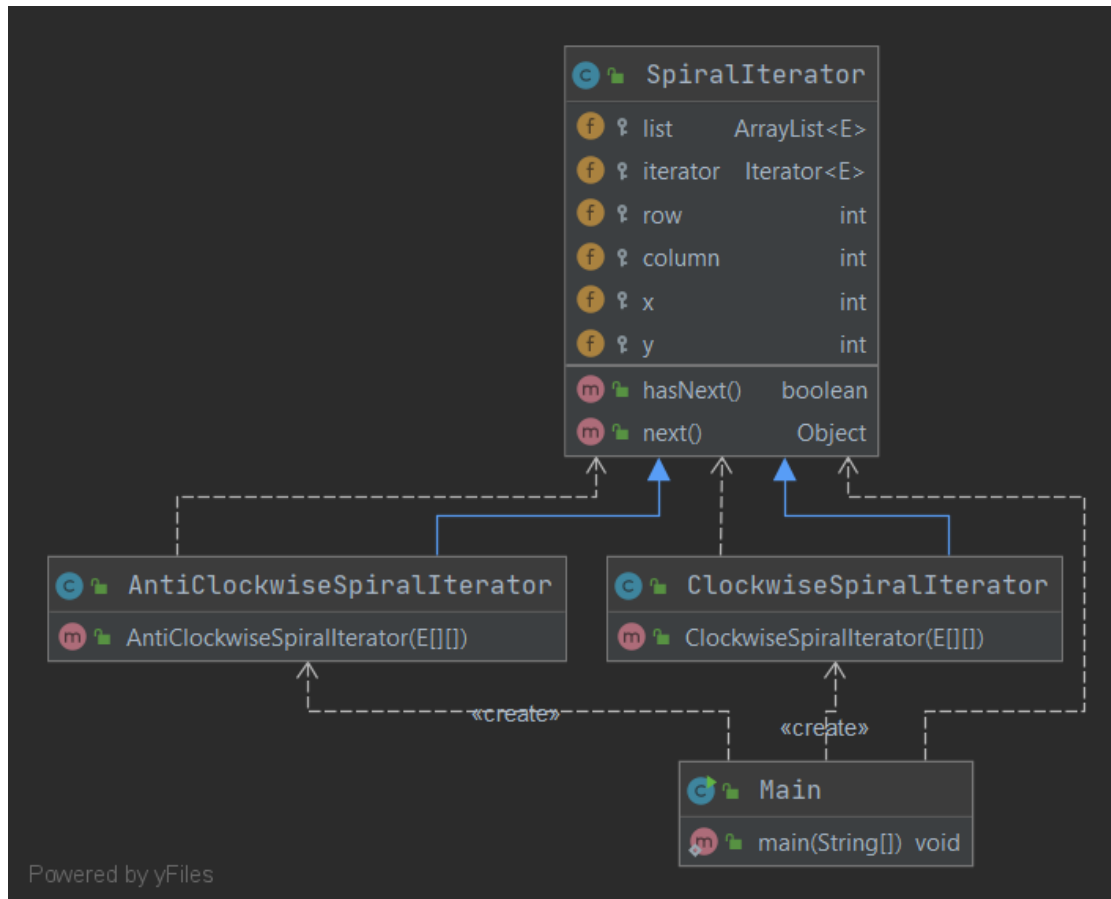 SpiralIterator
list ArrayList<E>
iterator Iterator<E>
row int
column int
x int
y int
hasNext() boolean
next() Object
AntiClockwiseSpiralIterator
AntiClockwiseSpiralIterator(E[][])
ClockwiseSpiralIterator
ClockwiseSpiralIterator(E[][])
«create»
«create»
Main
main(String[]) void
Powered by yFiles